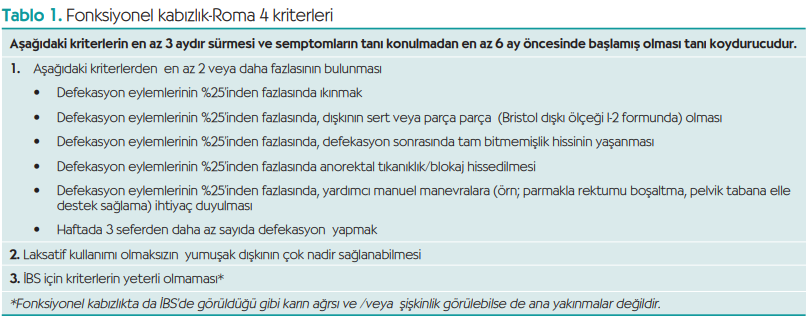 Tablo 1. Fonksiyonel kabızlık-Roma 4 kriterleri
Aşağıdaki kriterlerin en az 3 aydır sürmesi ve semptomların tanı konulmadan en az 6 ay öncesinde başlamış olması tanı koydurucudur.
1. Aşağıdaki kriterlerden en az 2 veya daha fazlasının bulunması
• Defekasyon eylemlerinin %25'inden fazlasında ıkınmak
• Defekasyon eylemlerinin %25'inden fazlasında, dışkının sert veya parça parça (Bristol dışkı ölçeği I-2 formunda) olması
• Defekasyon eylemlerinin %25'inden fazlasında, defekasyon sonrasında tam bitmemişlik hissinin yaşanması
• Defekasyon eylemlerinin %25'inden fazlasında anorektal tıkanıklık/blokaj hissedilmesi
• Defekasyon eylemlerinin %25'inden fazlasında, yardımcı manuel manevralara (örn; parmakla rektumu boşaltma, pelvik tabana elle
destek sağlama) ihtiyaç duyulması
• Haftada 3 seferden daha az sayıda defekasyon yapmak
2. Laksatif kullanımı olmaksızın yumuşak dışkının çok nadir sağlanabilmesi
3. İBS için kriterlerin yeterli olmaması*
*Fonksiyonel kabızlıkta da İBS'de görüldüğü gibi karın ağrsı ve /veya şişkinlik görülebilse de ana yakınmalar değildir.